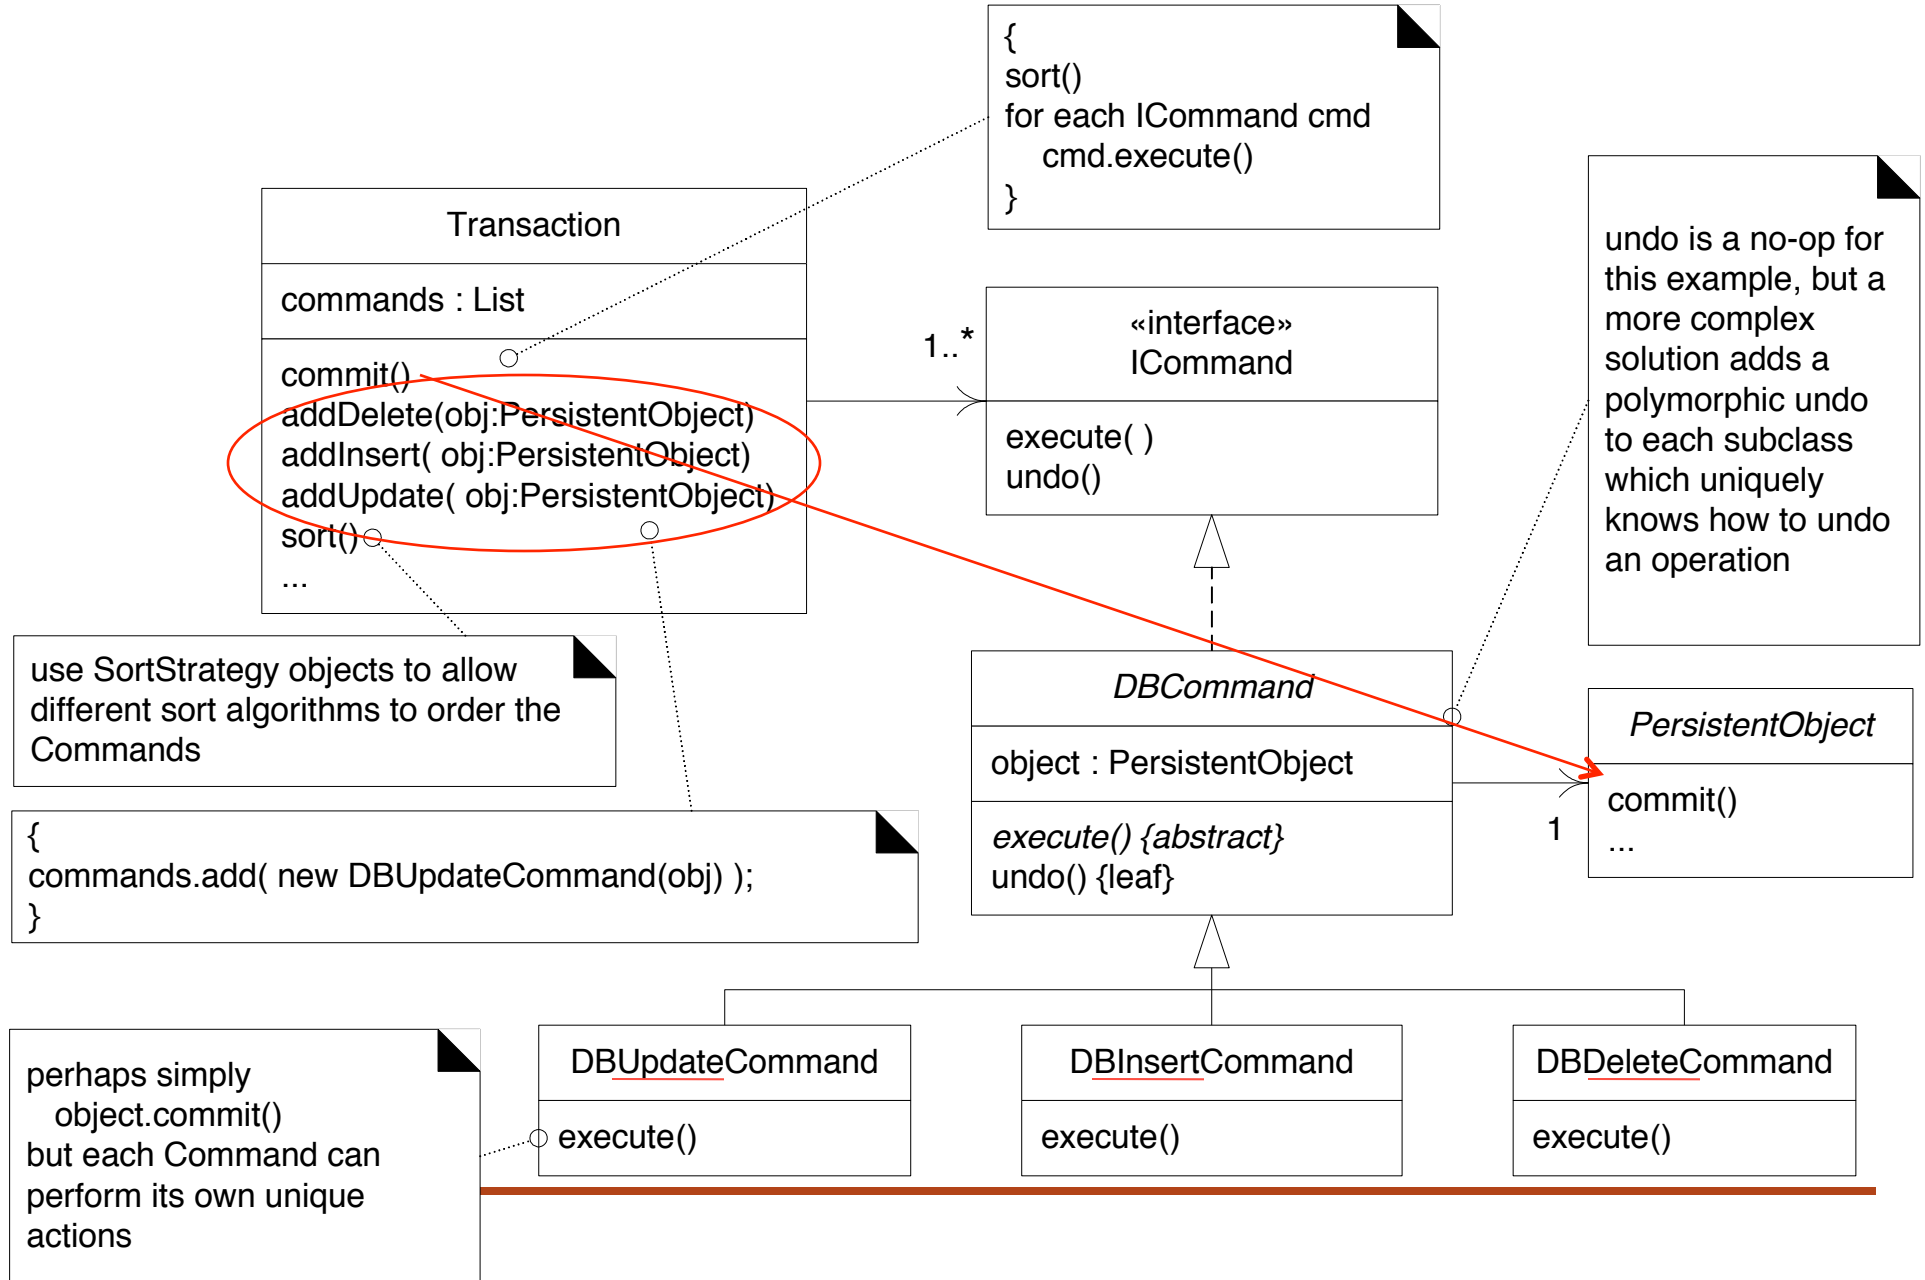 {
sort()
for each ICommand cmd
cmd.execute()
}
Transaction
commands : List
commit()
addDelete(obj:PersistentObject)
addInsert( obj:PersistentObject)
addUpdate( obj:PersistentObject)
sort()
...
1..*
«interface»
ICommand
execute( )
undo()
undo is a no-op for
this example, but a
more complex
solution adds a
polymorphic undo
to each subclass
which uniquely
knows how to undo
an operation
use SortStrategy objects to allow
different sort algorithms to order the
Commands
DBCommand
object : PersistentObject
execute() {abstract}
undo() {leaf}
1
PersistentObject
commit()
...
{
commands.add( new DBUpdateCommand(obj) );
}
perhaps simply
object.commit()
but each Command can
perform its own unique
actions
DBUpdateCommand
execute()
DBInsertCommand
execute()
DBDeleteCommand
execute()